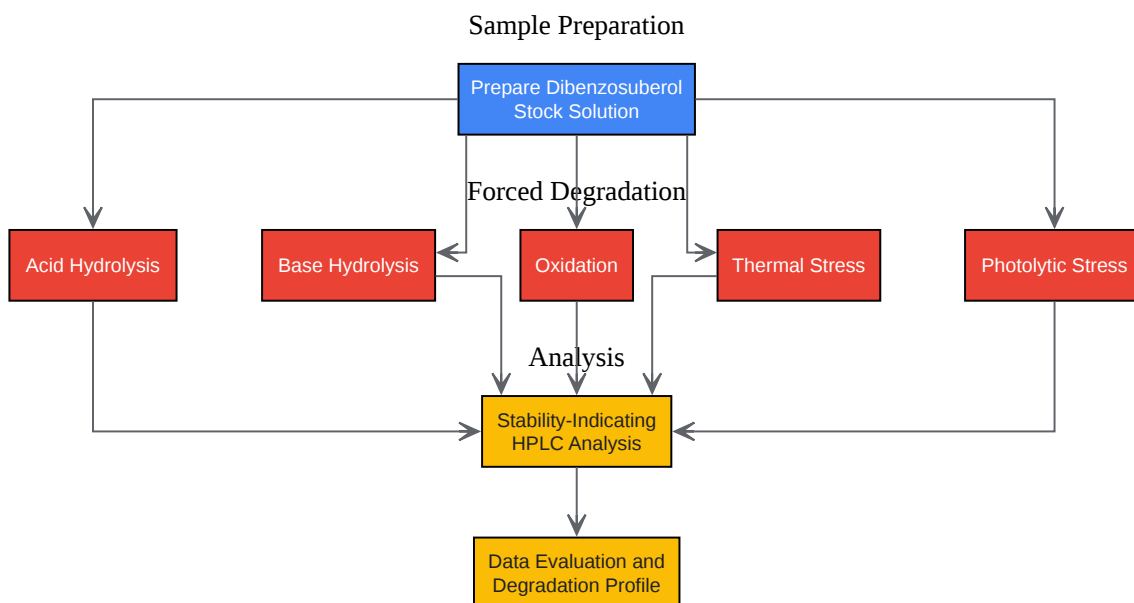 Sample Preparation
Prepare Dibenzosuberol
Stock Solution
Forced Degradation
Acid Hydrolysis
Base Hydrolysis
Oxidation
Thermal Stress
Photolytic Stress
Analysis
Stability-Indicating
HPLC Analysis
Data Evaluation and
Degradation Profile